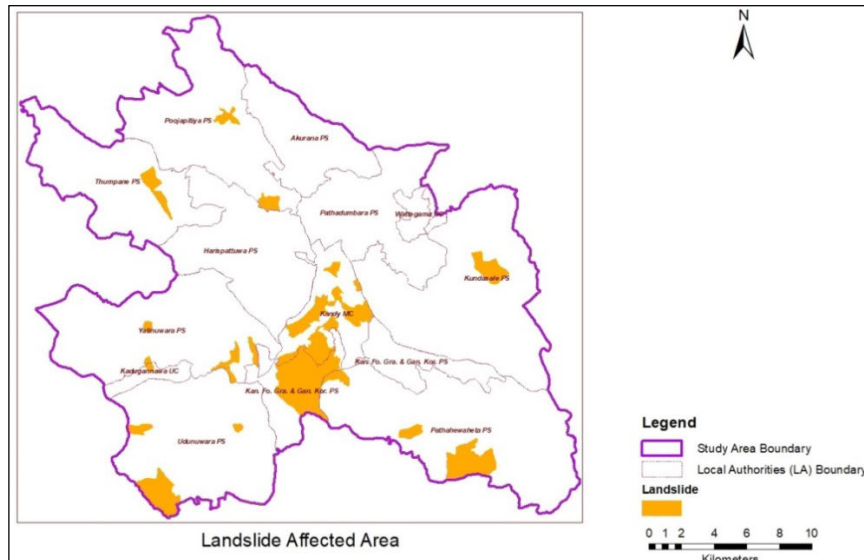 N
Poojapitiya PS
Akurana PS
Thumpane PS
Pathadumbara PS
Harispattuwa PS
Kundasale PS
Kandy MC
Yatinuwara PS
Kadugannawa UC
Kan. Fo. Gra. & Gan. Kor. PS
Kan. Fo. Gra. & Gan. Kor. PS
Udunuwara PS
Pathahewaheta PS
Legend
Study Area Boundary
Local Authorities (LA) Boundary
Landslide
0 1 2 4 6 8 10
Kilometers
Landslide Affected Area